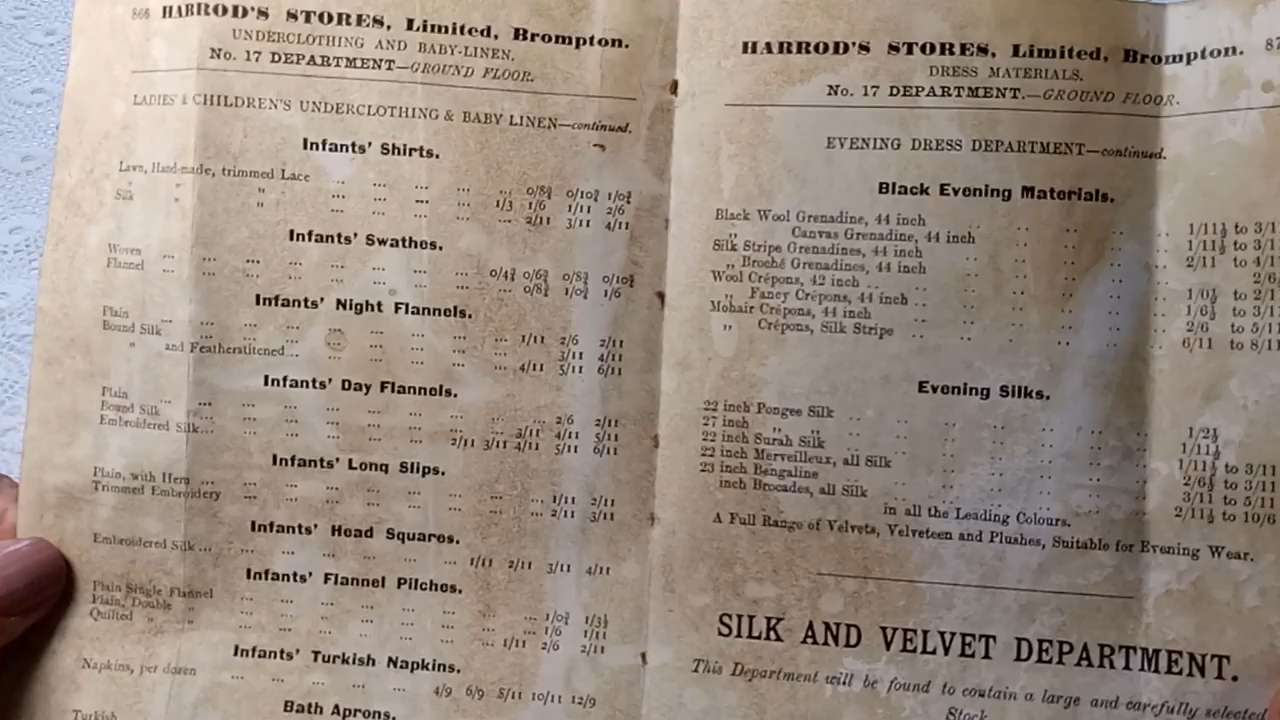 866 HARROD'S STORES, Limited, Brompton.
UNDERCLOTHING AND BABY-LINEN.
No. 17 DEPARTMENT—GROUND FLOOR.
LADIES' & CHILDREN'S UNDERCLOTHING & BABY LINEN—continued.
Infants' Shirts.
Lawn, Hand-made, trimmed Lace ... ... ... ... ... 0/8¾ 0/10¾ 1/0¾
" " " ... ... ... ... 1/3 1/6 1/11 2/6
Silk " " ... ... ... ... 2/11 3/11 4/11
Infants' Swathes.
Woven ... ... ... ... ... ... ... 0/4¾ 0/6¾ 0/8¾ 0/10¾
Flannel ... ... ... ... ... ... ... 0/8¾ 1/0¾ 1/6
Infants' Night Flannels.
Plain ... ... ... ... ... ... ... 1/11 2/6 2/11
Bound Silk ... ... ... ... ... ... 3/11 4/11
" and Featherstitched... ... ... ... ... 4/11 5/11 6/11
Infants' Day Flannels.
Plain ... ... ... ... ... ... ... 2/6 2/11
Bound Silk ... ... ... ... ... ... 3/11 4/11 5/11
Embroidered Silk... ... ... ... ... 2/11 3/11 4/11 5/11 6/11
Infants' Long Slips.
Plain, with Hem ... ... ... ... ... ... 1/11 2/11
Trimmed Embroidery ... ... ... ... ... 2/11 3/11
Infants' Head Squares.
Embroidered Silk ... ... ... ... ... 1/11 2/11 3/11 4/11
Infants' Flannel Pilches.
Plain Single Flannel ... ... ... ... ... 1/0¾ 1/3½
Plain, Double " ... ... ... ... ... 1/6 1/11
Quilted " " ... ... ... ... 1/11 2/6 2/11
Infants' Turkish Napkins.
Napkins, per dozen ... ... ... ... ... 4/9 6/9 8/11 10/11 12/9
Bath Aprons.
Turkish
HARROD'S STORES, Limited, Brompton. 87
DRESS MATERIALS.
No. 17 DEPARTMENT.—GROUND FLOOR.
EVENING DRESS DEPARTMENT—continued.
Black Evening Materials.
Black Wool Grenadine, 44 inch .. .. .. .. 1/11½ to 3/1
" Canvas Grenadine, 44 inch .. .. .. .. 1/11½ to 3/1
Silk Stripe Grenadines, 44 inch .. .. .. .. 2/11 to 4/1
" Broché Grenadines, 44 inch .. .. .. .. 2/6
Wool Crépons, 42 inch .. .. .. .. .. 1/0½ to 2/1
" Fancy Crépons, 44 inch .. .. .. .. 1/6½ to 3/1
Mohair Crépons, 44 inch .. .. .. .. 2/6 to 5/1
" Crépons, Silk Stripe .. .. .. .. 6/11 to 8/1
Evening Silks.
22 inch Pongee Silk .. .. .. .. .. 1/2½
27 inch " " .. .. .. .. .. 1/11½
22 inch Surah Silk .. .. .. .. .. 1/11½ to 3/11
22 inch Merveilleux, all Silk .. .. .. .. 2/6½ to 3/11
23 inch Bengaline .. .. .. .. .. 3/11 to 5/11
inch Brocades, all Silk .. .. .. .. 2/11½ to 10/6
in all the Leading Colours.
A Full Range of Velvets, Velveteen and Plushes, Suitable for Evening Wear.
SILK AND VELVET DEPARTMENT.
This Department will be found to contain a large and carefully selected
Stock